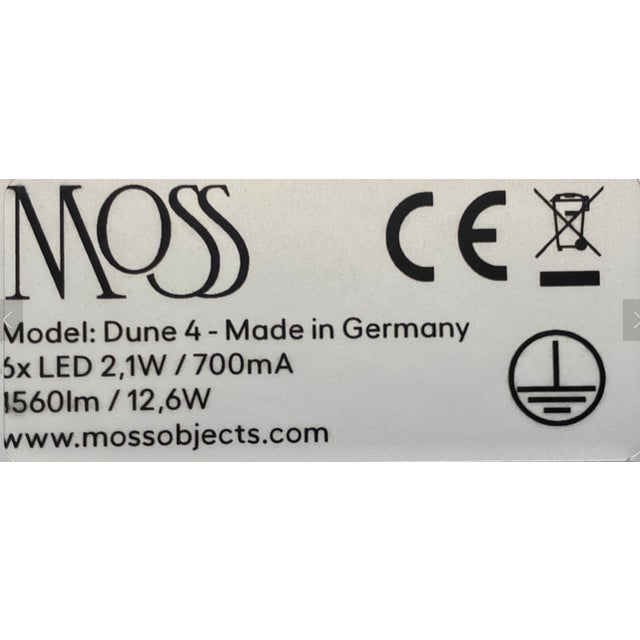 MOSS
CE
Model: Dune 4 - Made in Germany
6x LED 2,1W / 700mA
1560lm / 12,6W
www.mossobjects.com